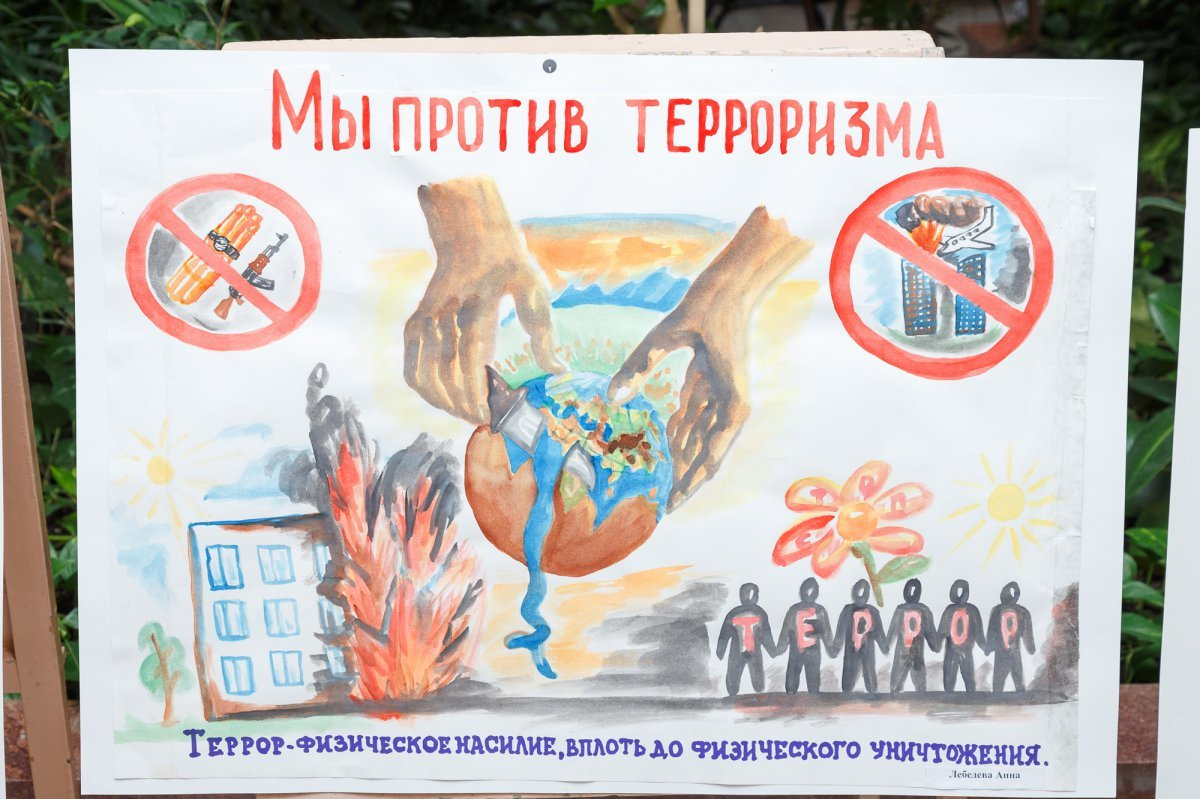 Мы против терроризма
ТЕРРОР
Террор-физическое насилие, вплоть до физического уничтожения.
Лебедева Анна